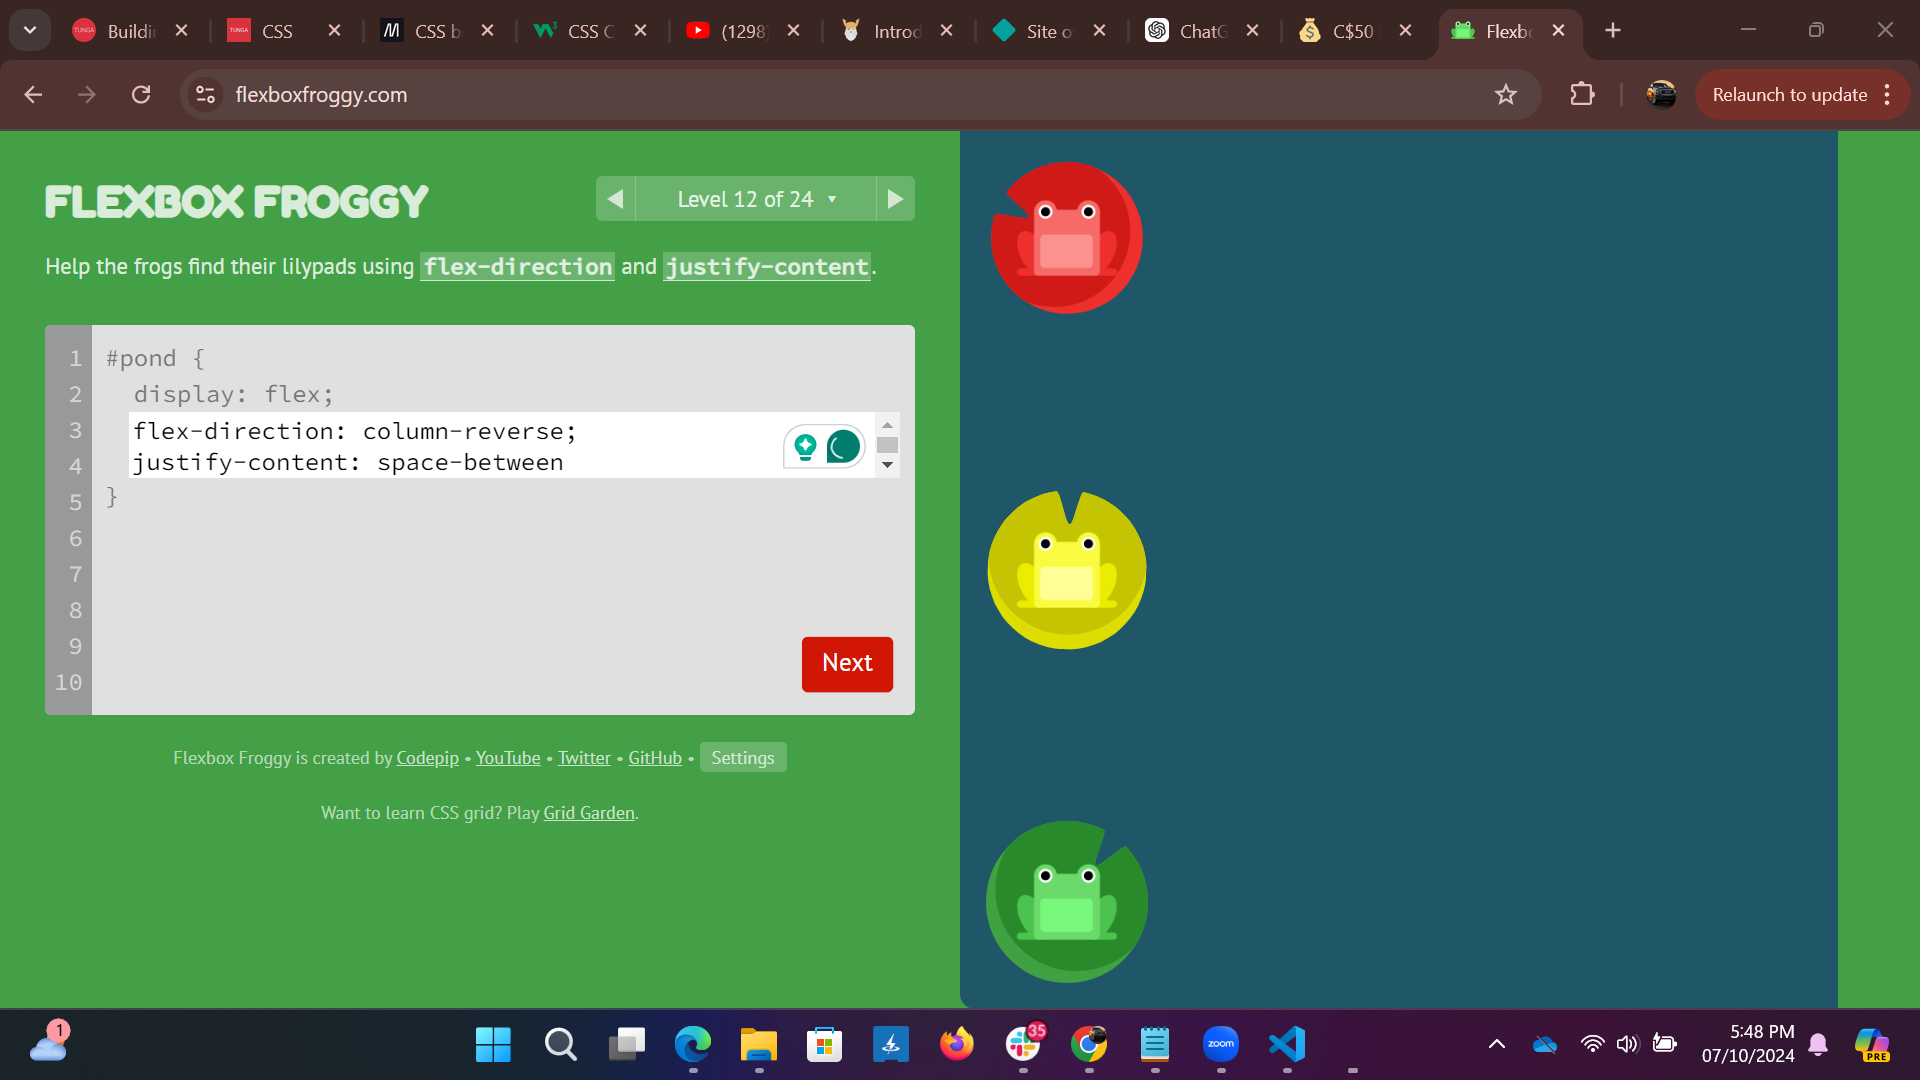 Buildin
CSS
CSS b
CSS C
(1298)
Introd
Site o
ChatG
C$50
Flexbo
flexboxfroggy.com
Relaunch to update
FLEXBOX FROGGY
Level 12 of 24 ▼
Help the frogs find their lilypads using flex-direction and justify-content.
1 #pond {
2 display: flex;
3 flex-direction: column-reverse;
4 justify-content: space-between
5 }
6
7
8
9
10
Next
Flexbox Froggy is created by Codepip • YouTube • Twitter • GitHub • Settings
Want to learn CSS grid? Play Grid Garden.
1
35
zoom
5:48 PM
07/10/2024
PRE